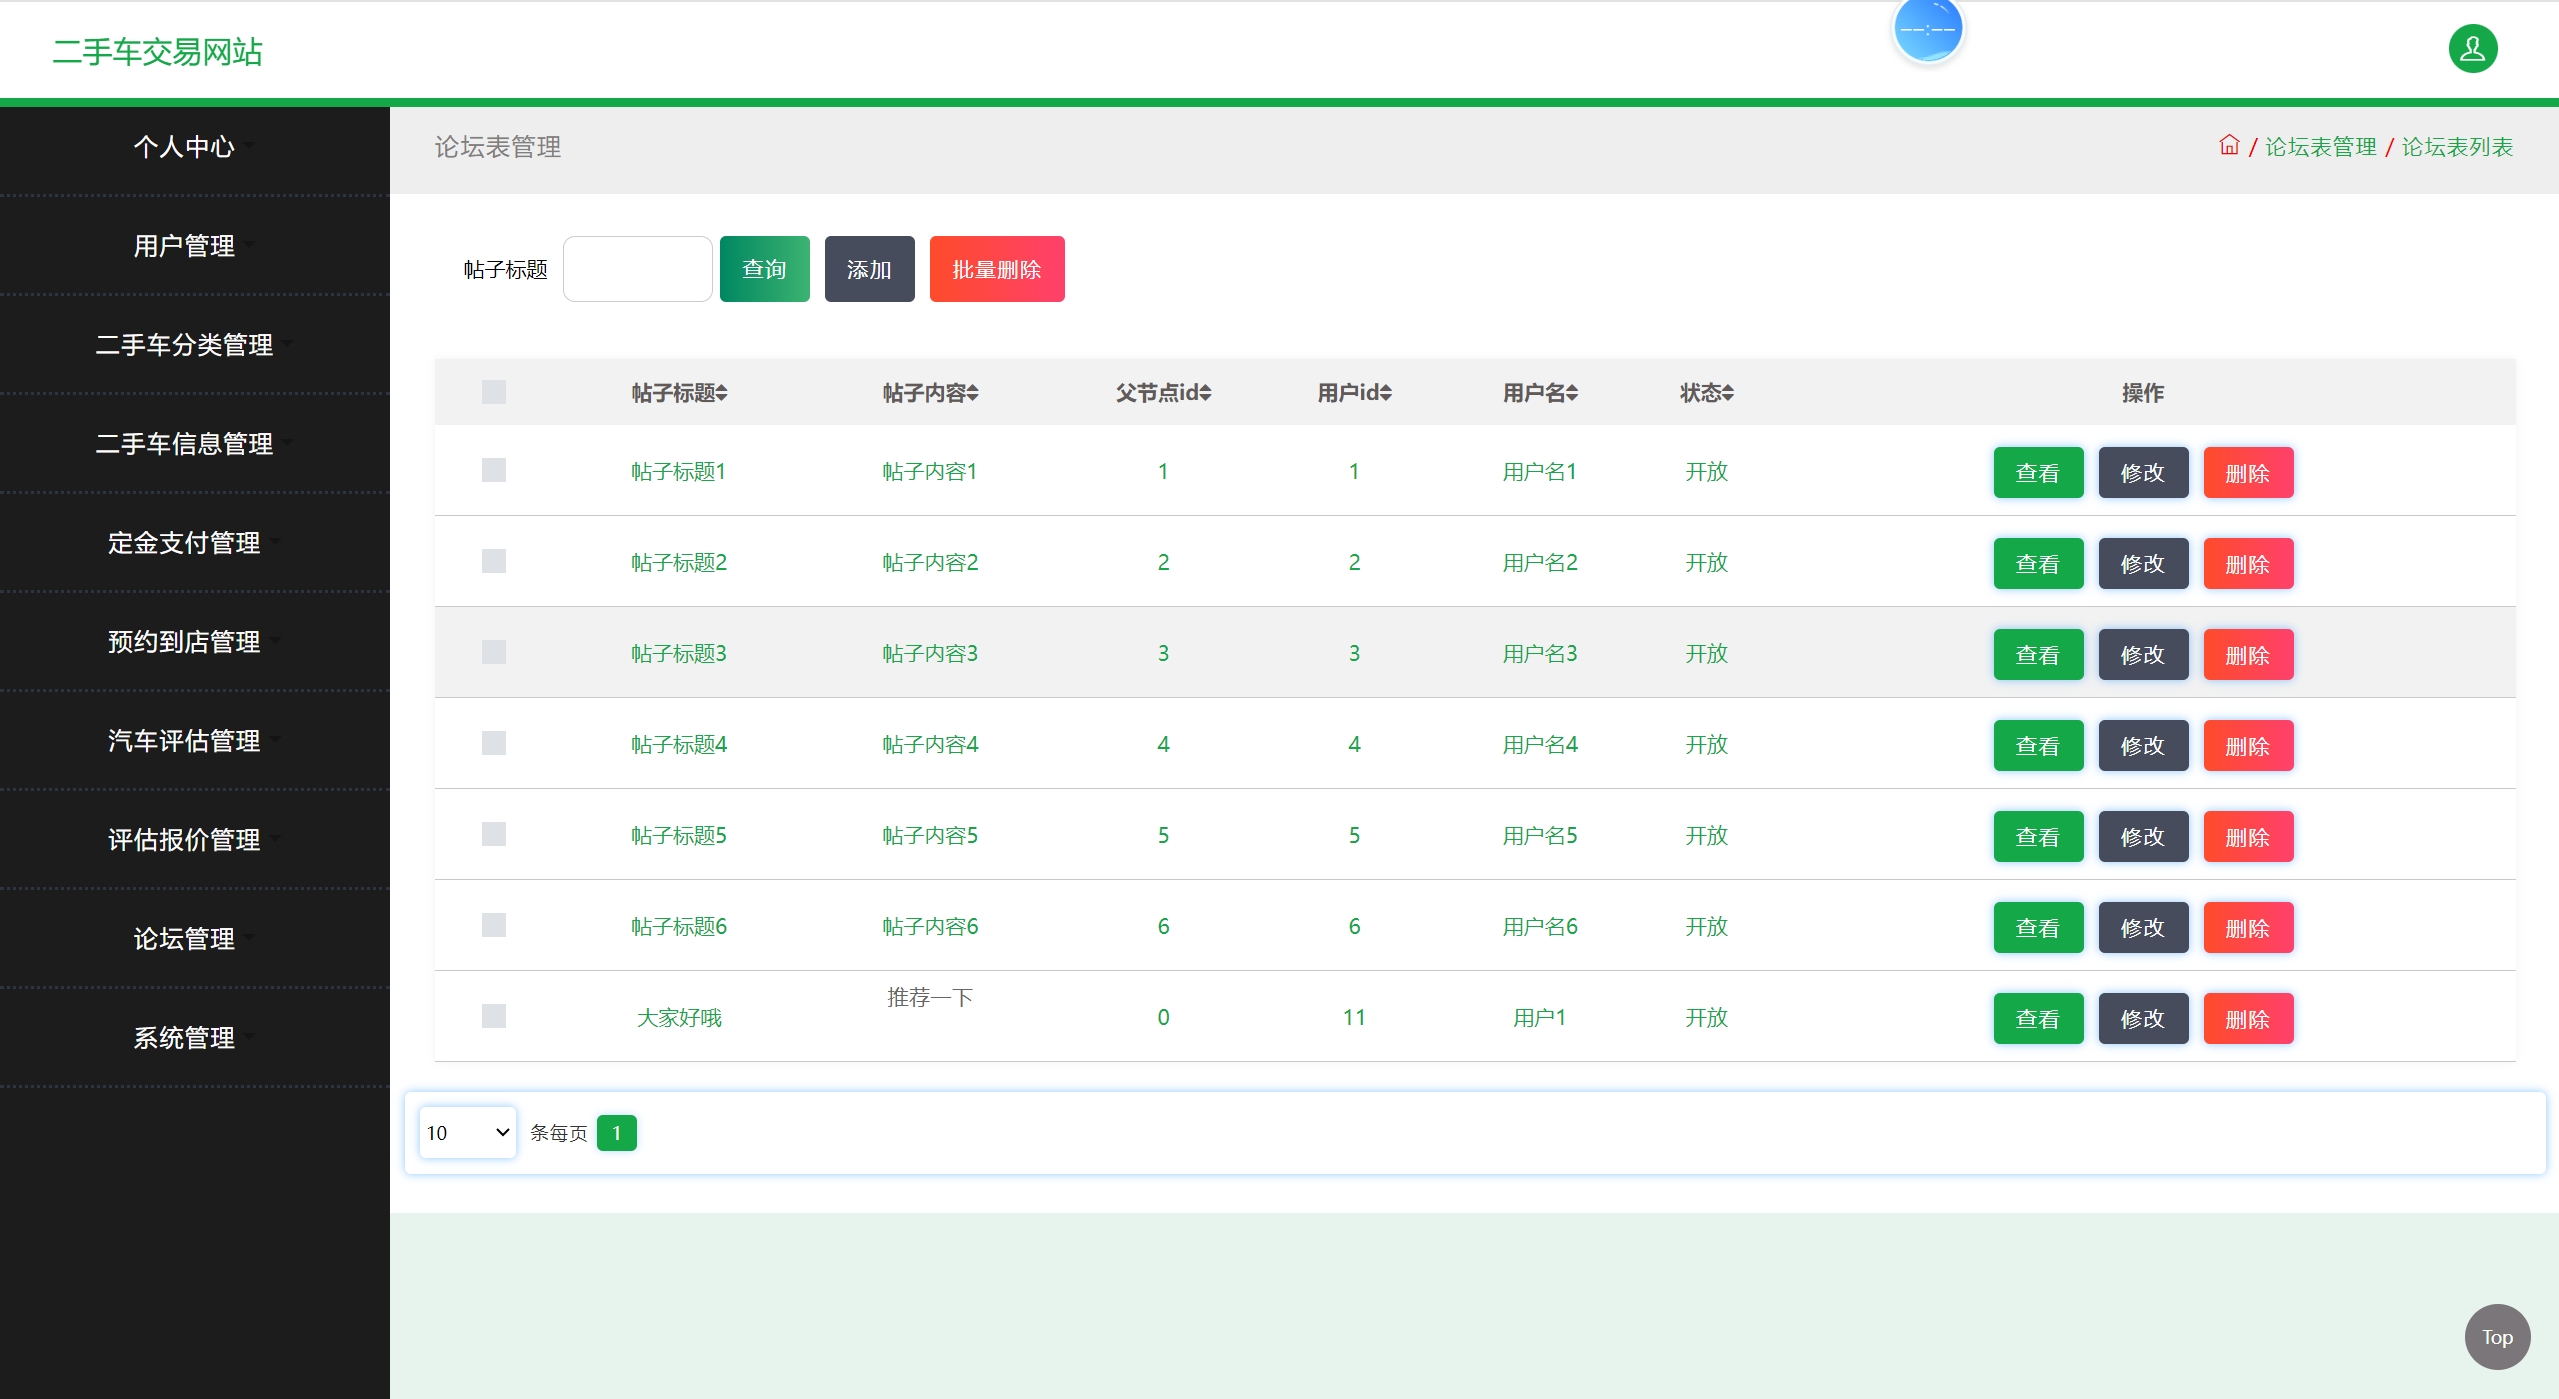 二手车交易网站
--:--
个人中心
用户管理
二手车分类管理
二手车信息管理
定金支付管理
预约到店管理
汽车评估管理
评估报价管理
论坛管理
系统管理
论坛表管理
/ 论坛表管理 / 论坛表列表
帖子标题 查询 添加 批量删除
帖子标题 帖子内容 父节点id 用户id 用户名 状态 操作
帖子标题1 帖子内容1 1 1 用户名1 开放 查看 修改 删除
帖子标题2 帖子内容2 2 2 用户名2 开放 查看 修改 删除
帖子标题3 帖子内容3 3 3 用户名3 开放 查看 修改 删除
帖子标题4 帖子内容4 4 4 用户名4 开放 查看 修改 删除
帖子标题5 帖子内容5 5 5 用户名5 开放 查看 修改 删除
帖子标题6 帖子内容6 6 6 用户名6 开放 查看 修改 删除
大家好哦 推荐一下 0 11 用户1 开放 查看 修改 删除
10 条每页 1
Top